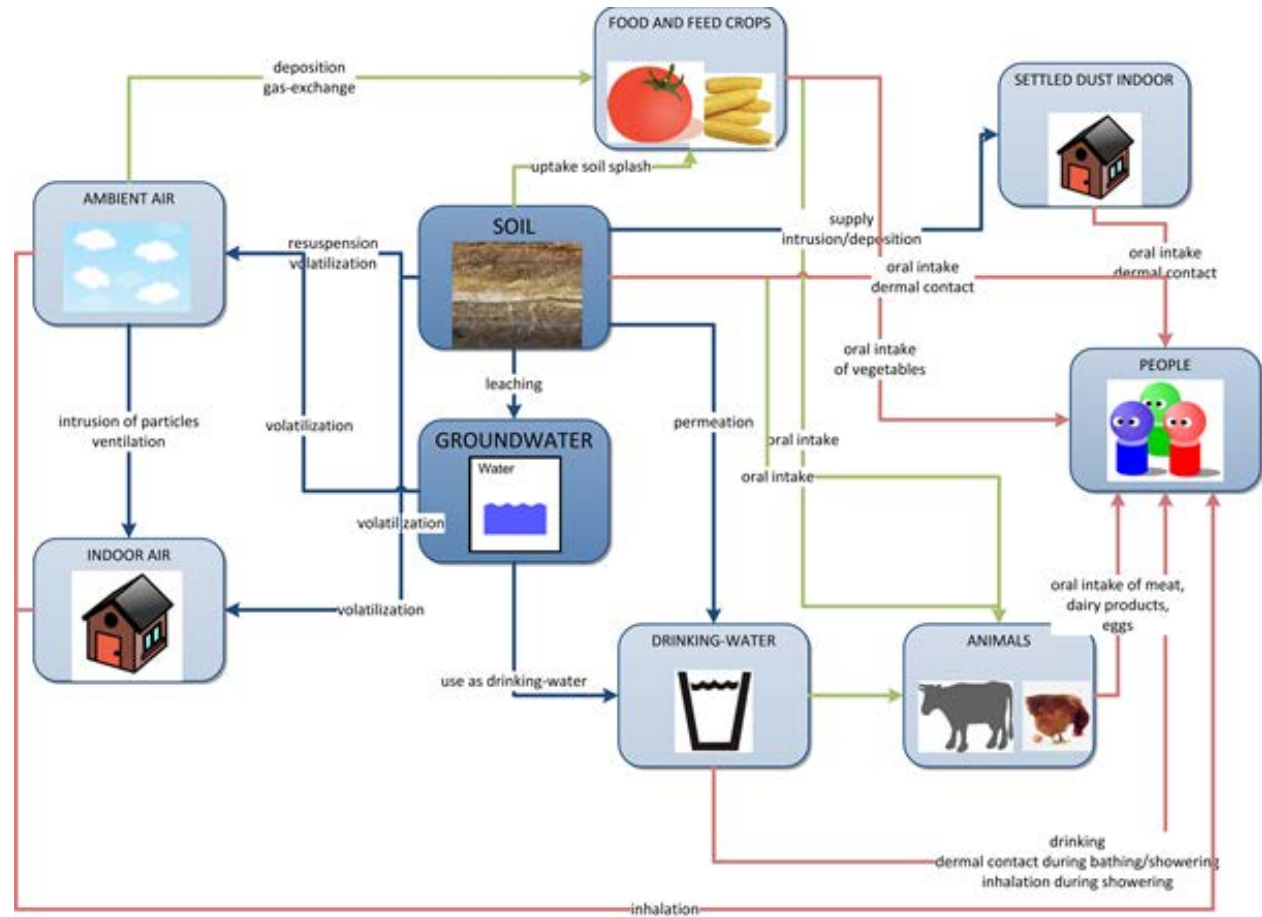 FOOD AND FEED CROPS
deposition
gas-exchange
SETTLED DUST INDOOR
uptake soil splash
AMBIENT AIR
SOIL
supply
intrusion/deposition
resuspension
volatilization
oral intake
dermal contact
oral intake
dermal contact
oral intake
of vegetables
PEOPLE
leaching
intrusion of particles
ventilation
volatilization
permeation
GROUNDWATER
Water
oral intake
oral intake
volatilization
INDOOR AIR
volatilization
oral intake of meat,
dairy products,
eggs
DRINKING-WATER
ANIMALS
use as drinking-water
drinking
dermal contact during bathing/showering
inhalation during showering
inhalation